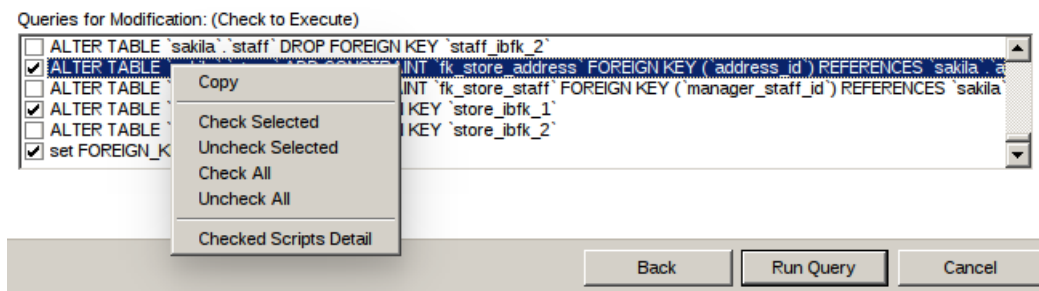 Queries for Modification: (Check to Execute)
ALTER TABLE `sakila`.`staff` DROP FOREIGN KEY `staff_ibfk_2`
ALTER TABLE `fk_store_address` FOREIGN KEY (`address_id`) REFERENCES `sakila`.`a
ALTER TABLE ` INT `fk_store_staff` FOREIGN KEY (`manager_staff_id`) REFERENCES `sakila`
ALTER TABLE ` KEY `store_ibfk_1`
ALTER TABLE ` KEY `store_ibfk_2`
set FOREIGN_K
Copy
Check Selected
Uncheck Selected
Check All
Uncheck All
Checked Scripts Detail
Back Run Query Cancel